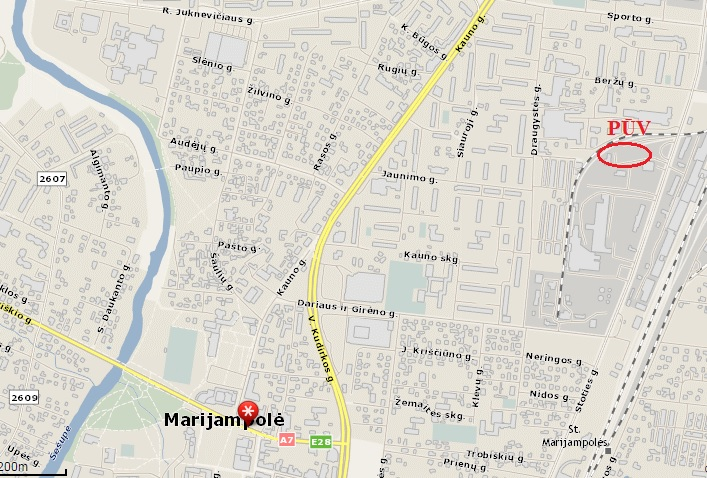 R. Juknevičiaus g.
Sporto g.
K. Būgos g.
Kauno g.
Slėnio g.
Rugių g.
Beržų g.
Žilvino g.
Draugystės g.
PŪV
Siauroji g.
Rasos g.
Audėjų g.
Paupio g.
Algimanto g.
2607
Jaunimo g.
Pašto g.
Saulių g.
Kauno g.
Kauno skg.
S. Daukanto g.
Dariaus ir Girėno g.
V. Kudirkos g.
J. Kriščiūno g.
Neringos g.
Klevų g.
Nidos g.
Stoties g.
2609
Marijampolė
A7
E28
skg.
St.
Marijampolės
Šešupė
Upės g.
Trobiškių g.
Prienų g.
200m